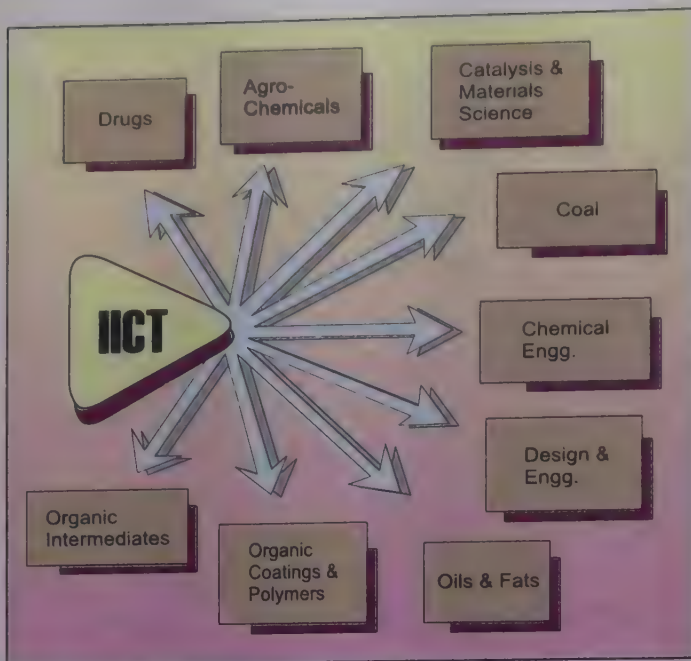 Drugs
Agro-
Chemicals
Catalysis &
Materials
Science
Coal
IICT
Chemical
Engg.
Design &
Engg.
Organic
Intermediates
Organic
Coatings &
Polymers
Oils & Fats